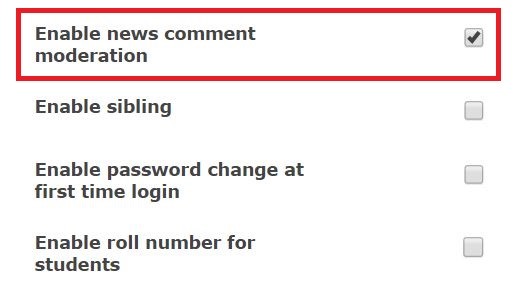 Enable news comment
moderation
Enable sibling
Enable password change at
first time login
Enable roll number for
students